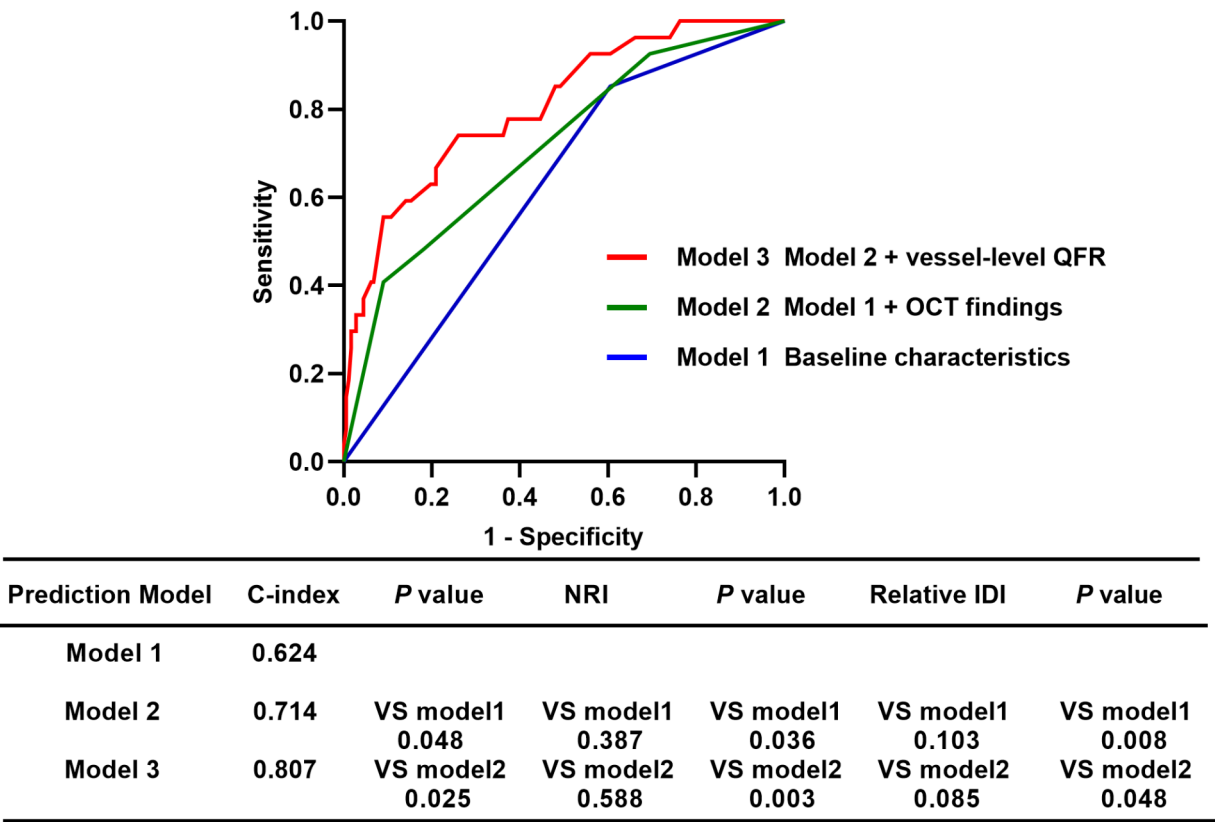 1.0
0.8
0.6
0.4
0.2
0.0
Sensitivity
0.0 0.2 0.4 0.6 0.8 1.0
1 - Specificity
Model 3 Model 2 + vessel-level QFR
Model 2 Model 1 + OCT findings
Model 1 Baseline characteristics
Prediction Model C-index P value NRI P value Relative IDI P value
Model 1 0.624
Model 2 0.714 VS model1 VS model1 VS model1 VS model1 VS model1
0.048 0.387 0.036 0.103 0.008
Model 3 0.807 VS model2 VS model2 VS model2 VS model2 VS model2
0.025 0.588 0.003 0.085 0.048